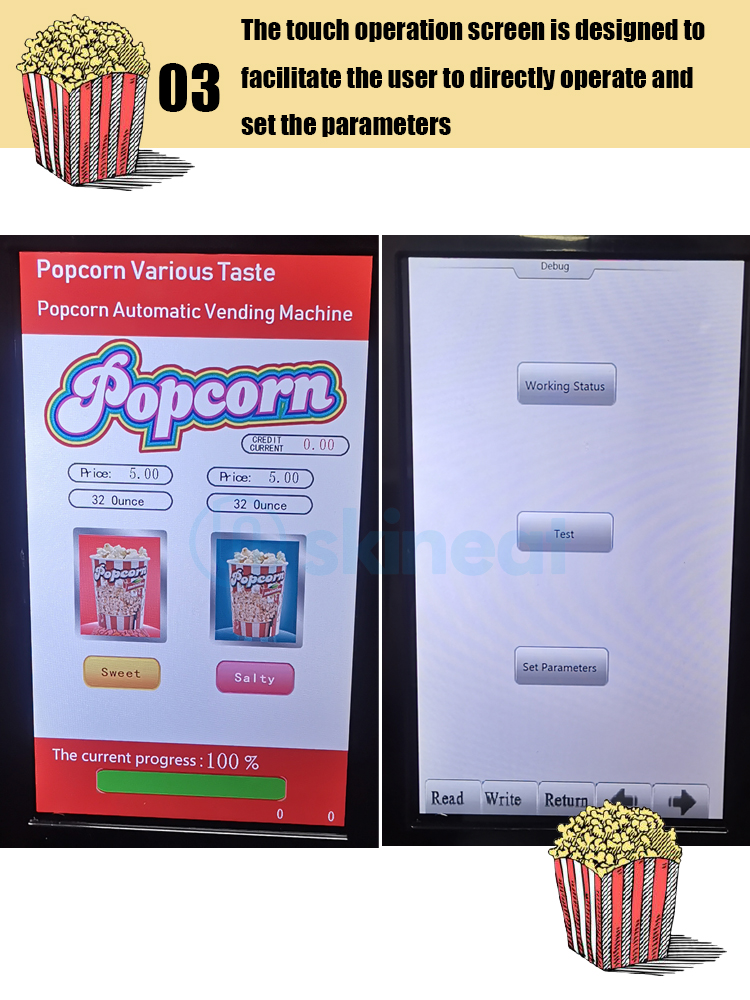 The touch operation screen is designed to
03
facilitate the user to directly operate and
set the parameters
Popcorn Various Taste
Popcorn Automatic Vending Machine
Popcorn
CREDIT
CURRENT 0.00
Price: 5.00
Price: 5.00
32 Ounce
32 Ounce
Popcorn
Popcorn
Sweet
Salty
The current progress : 100 %
0 0
Debug
Working Status
Test
Set Parameters
Read Write Return
skineat